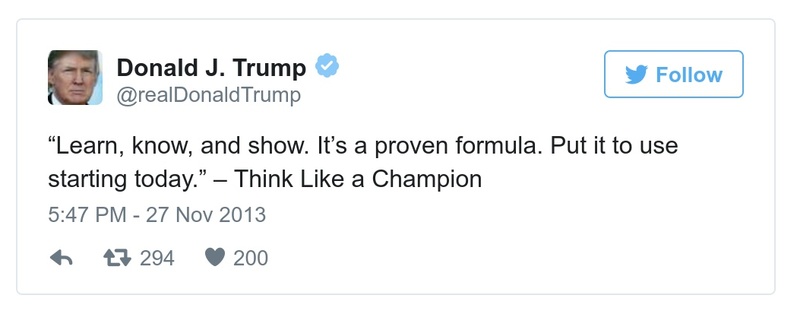 Donald J. Trump
@realDonaldTrump
Follow
“Learn, know, and show. It’s a proven formula. Put it to use
starting today.” – Think Like a Champion
5:47 PM - 27 Nov 2013
294 200